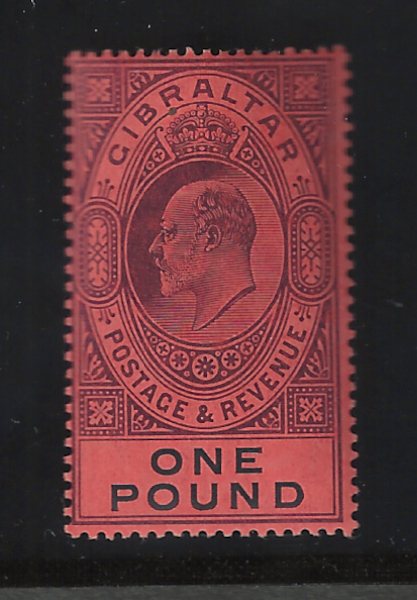 GIBRALTAR
POSTAGE & REVENUE
ONE
POUND